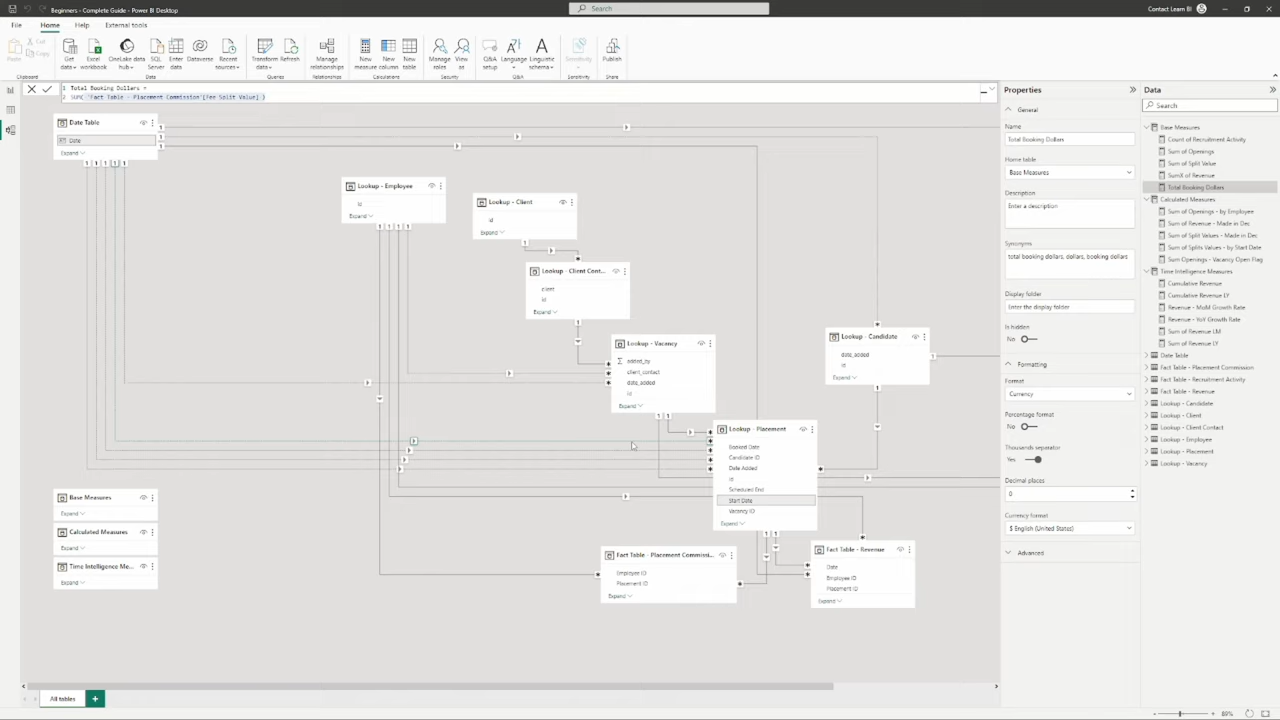 Beginners - Complete Guide - Power BI Desktop
Search
Contact Learn BI
File
Home
Help
External tools
Paste
Cut
Copy
Get data
Excel workbook
OneLake data hub
SQL Server
Enter data
Dataverse
Recent sources
Transform data
Refresh
Manage relationships
New measure
New column
New table
Manage roles
View as
Q&A setup
Language
Linguistic schema
Sensitivity
Publish
Clipboard
Data
Queries
Relationships
Calculations
Security
Q&A
Sensitivity
Share
1 Total Booking Dollars =
2 SUM( 'Fact Table - Placement Commission'[Fee Split Value] )
Date Table
Date
Expand
Lookup - Employee
id
Expand
Lookup - Client
id
Expand
Lookup - Client Cont...
client
id
Expand
Lookup - Vacancy
added_by
client_contact
date_added
id
Expand
Lookup - Candidate
date_added
id
Expand
Lookup - Placement
Booked Date
Candidate ID
Date Added
Id
Scheduled End
Start Date
Vacancy ID
Expand
Base Measures
Expand
Calculated Measures
Expand
Time Intelligence Me...
Expand
Fact Table - Placement Commissi...
Employee ID
Placement ID
Expand
Fact Table - Revenue
Date
Employee ID
Placement ID
Expand
All tables
Properties
General
Name
Total Booking Dollars
Home table
Base Measures
Description
Enter a description
Synonyms
total booking dollars, dollars, booking dollars
Display folder
Enter the display folder
Is hidden
No
Formatting
Format
Currency
Percentage format
No
Thousands separator
Yes
Decimal places
0
Currency format
$ English (United States)
Advanced
Data
Search
Base Measures
Count of Recruitment Activity
Sum of Openings
Sum of Split Value
SumX of Revenue
Total Booking Dollars
Calculated Measures
Sum of Openings - by Employee
Sum of Revenue - Made in Dec
Sum of Split Values - Made in Dec
Sum of Splits Values - by Start Date
Sum Openings - Vacancy Open Flag
Time Intelligence Measures
Cumulative Revenue
Cumulative Revenue LY
Revenue - MoM Growth Rate
Revenue - YoY Growth Rate
Sum of Revenue LM
Sum of Revenue LY
Date Table
Fact Table - Placement Commission
Fact Table - Recruitment Activity
Fact Table - Revenue
Lookup - Candidate
Lookup - Client
Lookup - Client Contact
Lookup - Employee
Lookup - Placement
Lookup - Vacancy
89%